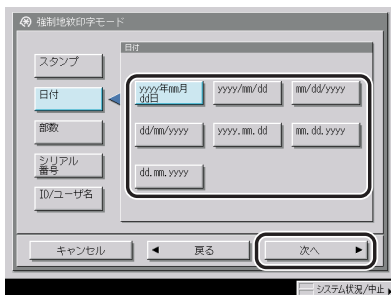 強制地紋印字モード
日付
スタンプ
日付
部数
シリアル
番号
ID/ユーザ名
yyyy年mm月
dd日
yyyy/mm/dd
mm/dd/yyyy
dd/mm/yyyy
yyyy.mm.dd
mm.dd.yyyy
dd.mm.yyyy
キャンセル
戻る
次へ
システム状況/中止